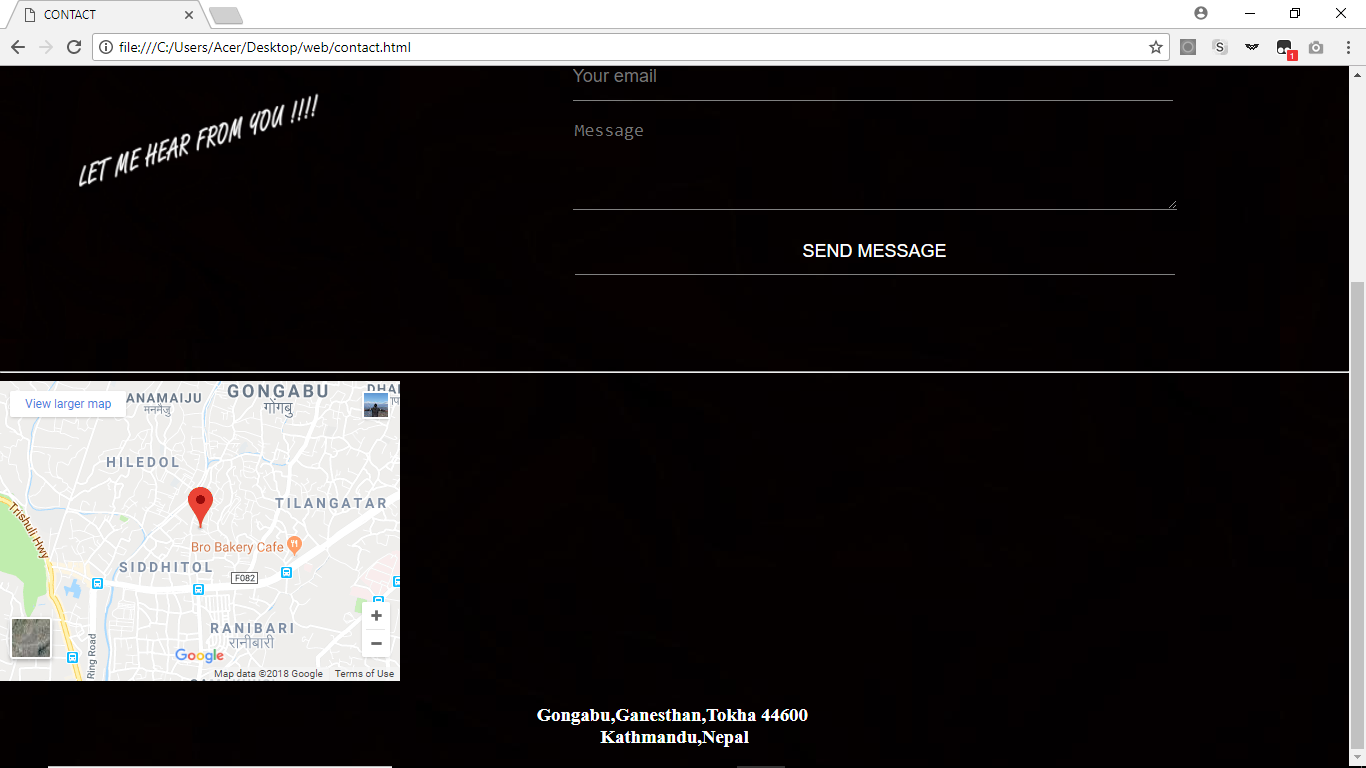 CONTACT
file:///C:/Users/Acer/Desktop/web/contact.html
S
1
Your email
LET ME HEAR FROM YOU !!!!
Message
SEND MESSAGE
View larger map
ANAMAIJU
मनमैजु
GONGABU
गोंगबु
DHA
HILEDOL
TILANGATAR
Trishuli Hwy
Bro Bakery Cafe
SIDDHITOL
F082
RANIBARI
रानीबारी
Ring Road
+
−
Google
Map data ©2018 Google Terms of Use
Gongabu,Ganesthan,Tokha 44600
Kathmandu,Nepal